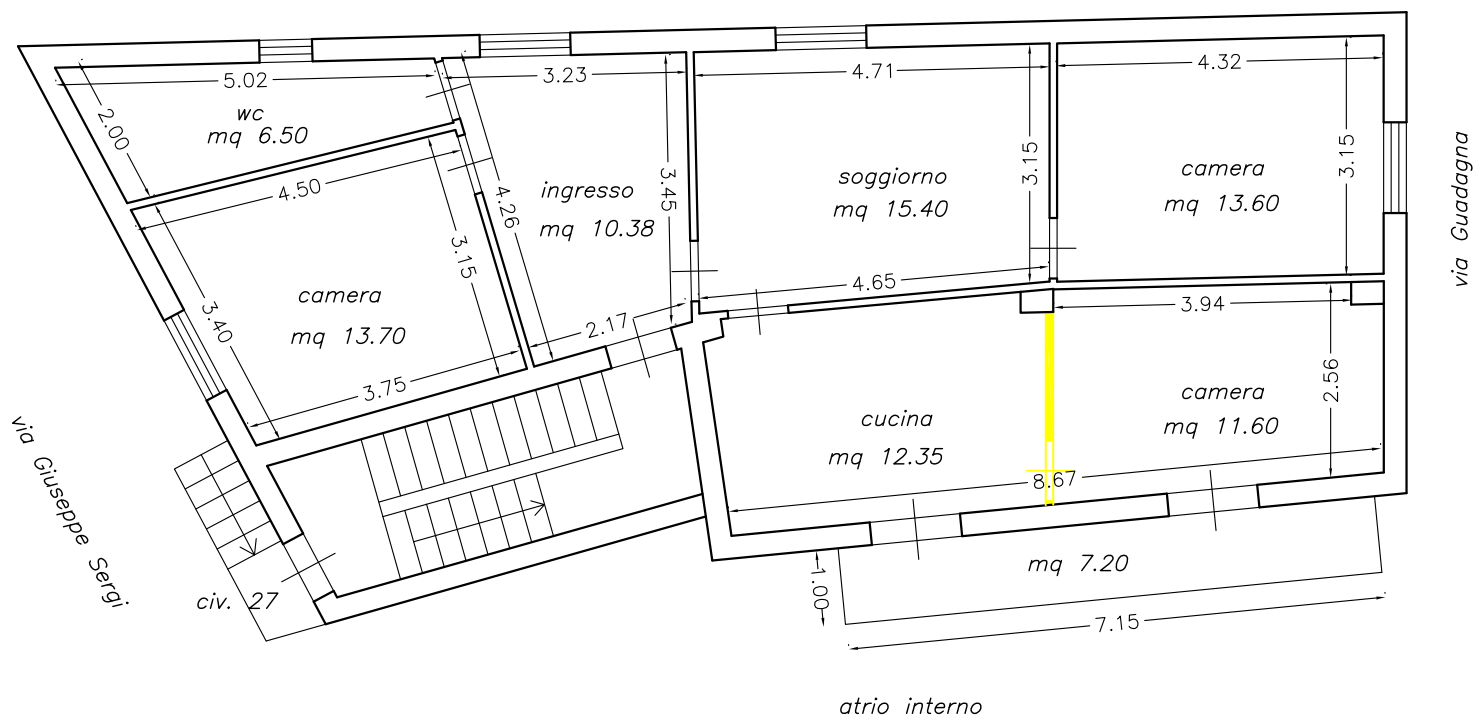 5.02
3.23
4.71
4.32
wc
mq 6.50
2.00
4.50
4.26
3.45
ingresso
mq 10.38
soggiorno
mq 15.40
3.15
camera
mq 13.60
3.15
via Guadagna
camera
mq 13.70
3.15
3.40
3.75
2.17
4.65
3.94
2.56
cucina
mq 12.35
camera
mq 11.60
8.67
via Giuseppe Sergi
civ. 27
1.00
mq 7.20
7.15
atrio interno